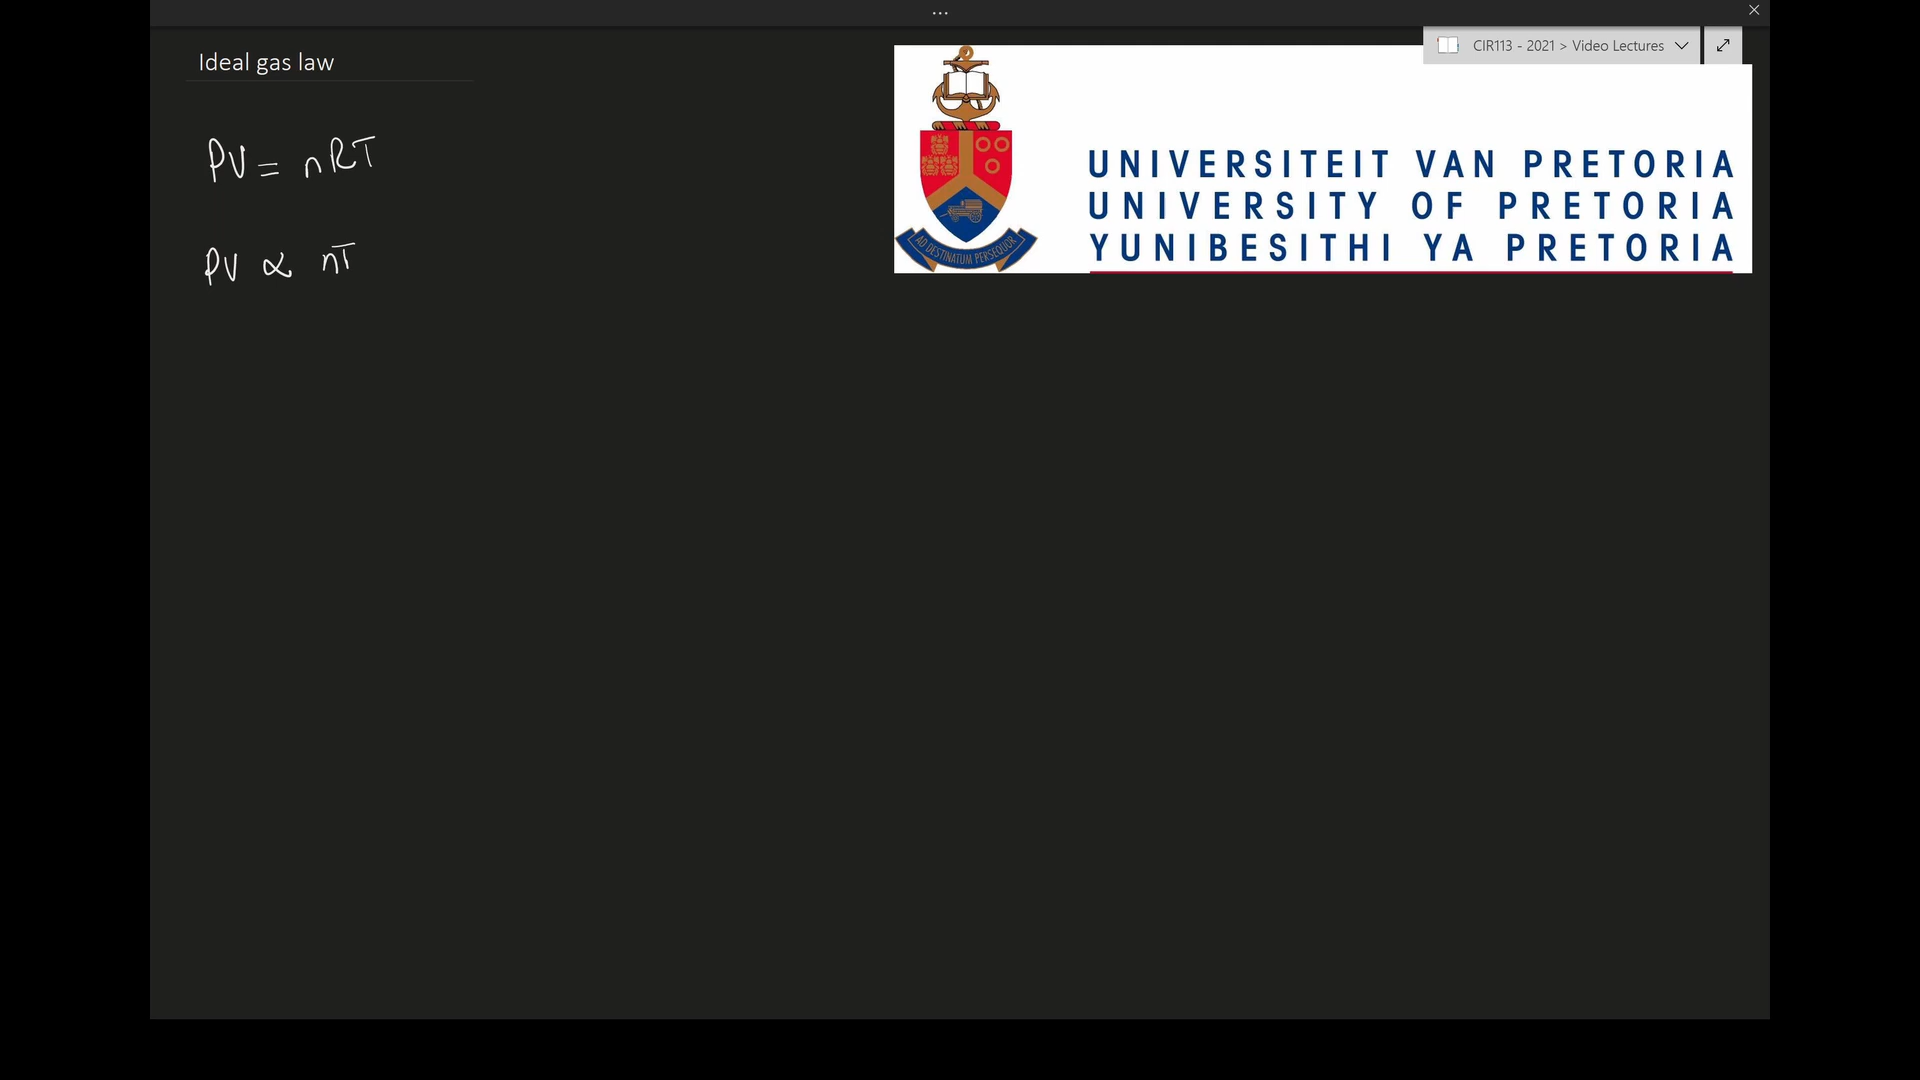 ...
CIR113 - 2021 > Video Lectures
Ideal gas law
PV = nRT
PV ∝ nT
AD DESTINATUM PERSEQUOR
UNIVERSITEIT VAN PRETORIA
UNIVERSITY OF PRETORIA
YUNIBESITHI YA PRETORIA